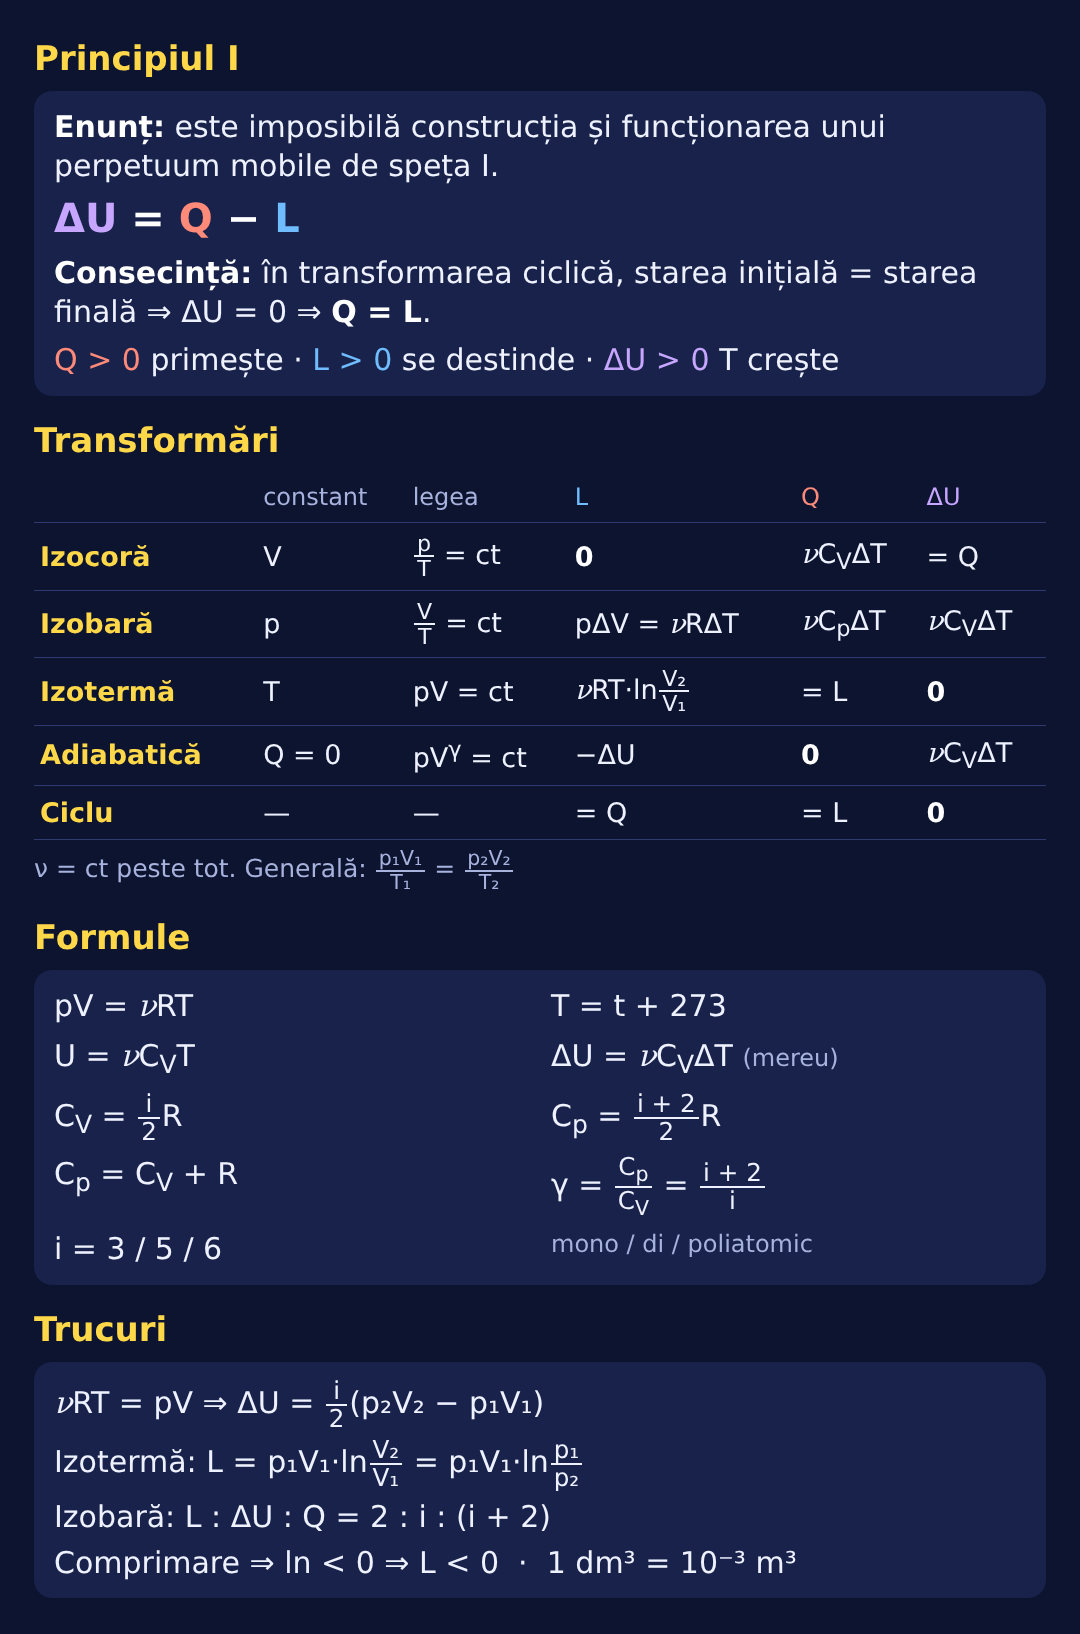 Principiul I
Enunț: este imposibilă construcția și funcționarea unui
perpetuum mobile de speța I.
ΔU = Q − L
Consecință: în transformarea ciclică, starea inițială = starea
finală ⇒ ΔU = 0 ⇒ Q = L.
Q > 0 primește · L > 0 se destinde · ΔU > 0 T crește
Transformări
constant legea L Q ΔU
Izocoră V p/T = ct 0 νC_VΔT = Q
Izobară p V/T = ct pΔV = νRΔT νC_pΔT νC_VΔT
Izotermă T pV = ct νRT·ln V₂/V₁ = L 0
Adiabatică Q = 0 pV^γ = ct −ΔU 0 νC_VΔT
Ciclu — — = Q = L 0
ν = ct peste tot. Generală: p₁V₁/T₁ = p₂V₂/T₂
Formule
pV = νRT T = t + 273
U = νC_VT ΔU = νC_VΔT (mereu)
C_V = i/2 R C_p = (i + 2)/2 R
C_p = C_V + R γ = C_p/C_V = (i + 2)/i
i = 3 / 5 / 6 mono / di / poliatomic
Trucuri
νRT = pV ⇒ ΔU = i/2 (p₂V₂ − p₁V₁)
Izotermă: L = p₁V₁·ln V₂/V₁ = p₁V₁·ln p₁/p₂
Izobară: L : ΔU : Q = 2 : i : (i + 2)
Comprimare ⇒ ln < 0 ⇒ L < 0 · 1 dm³ = 10⁻³ m³